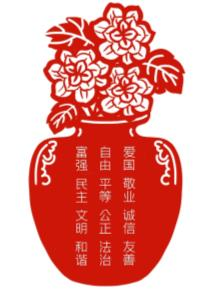 富强 民主 文明 和谐
自由 平等 公正 法治
爱国 敬业 诚信 友善